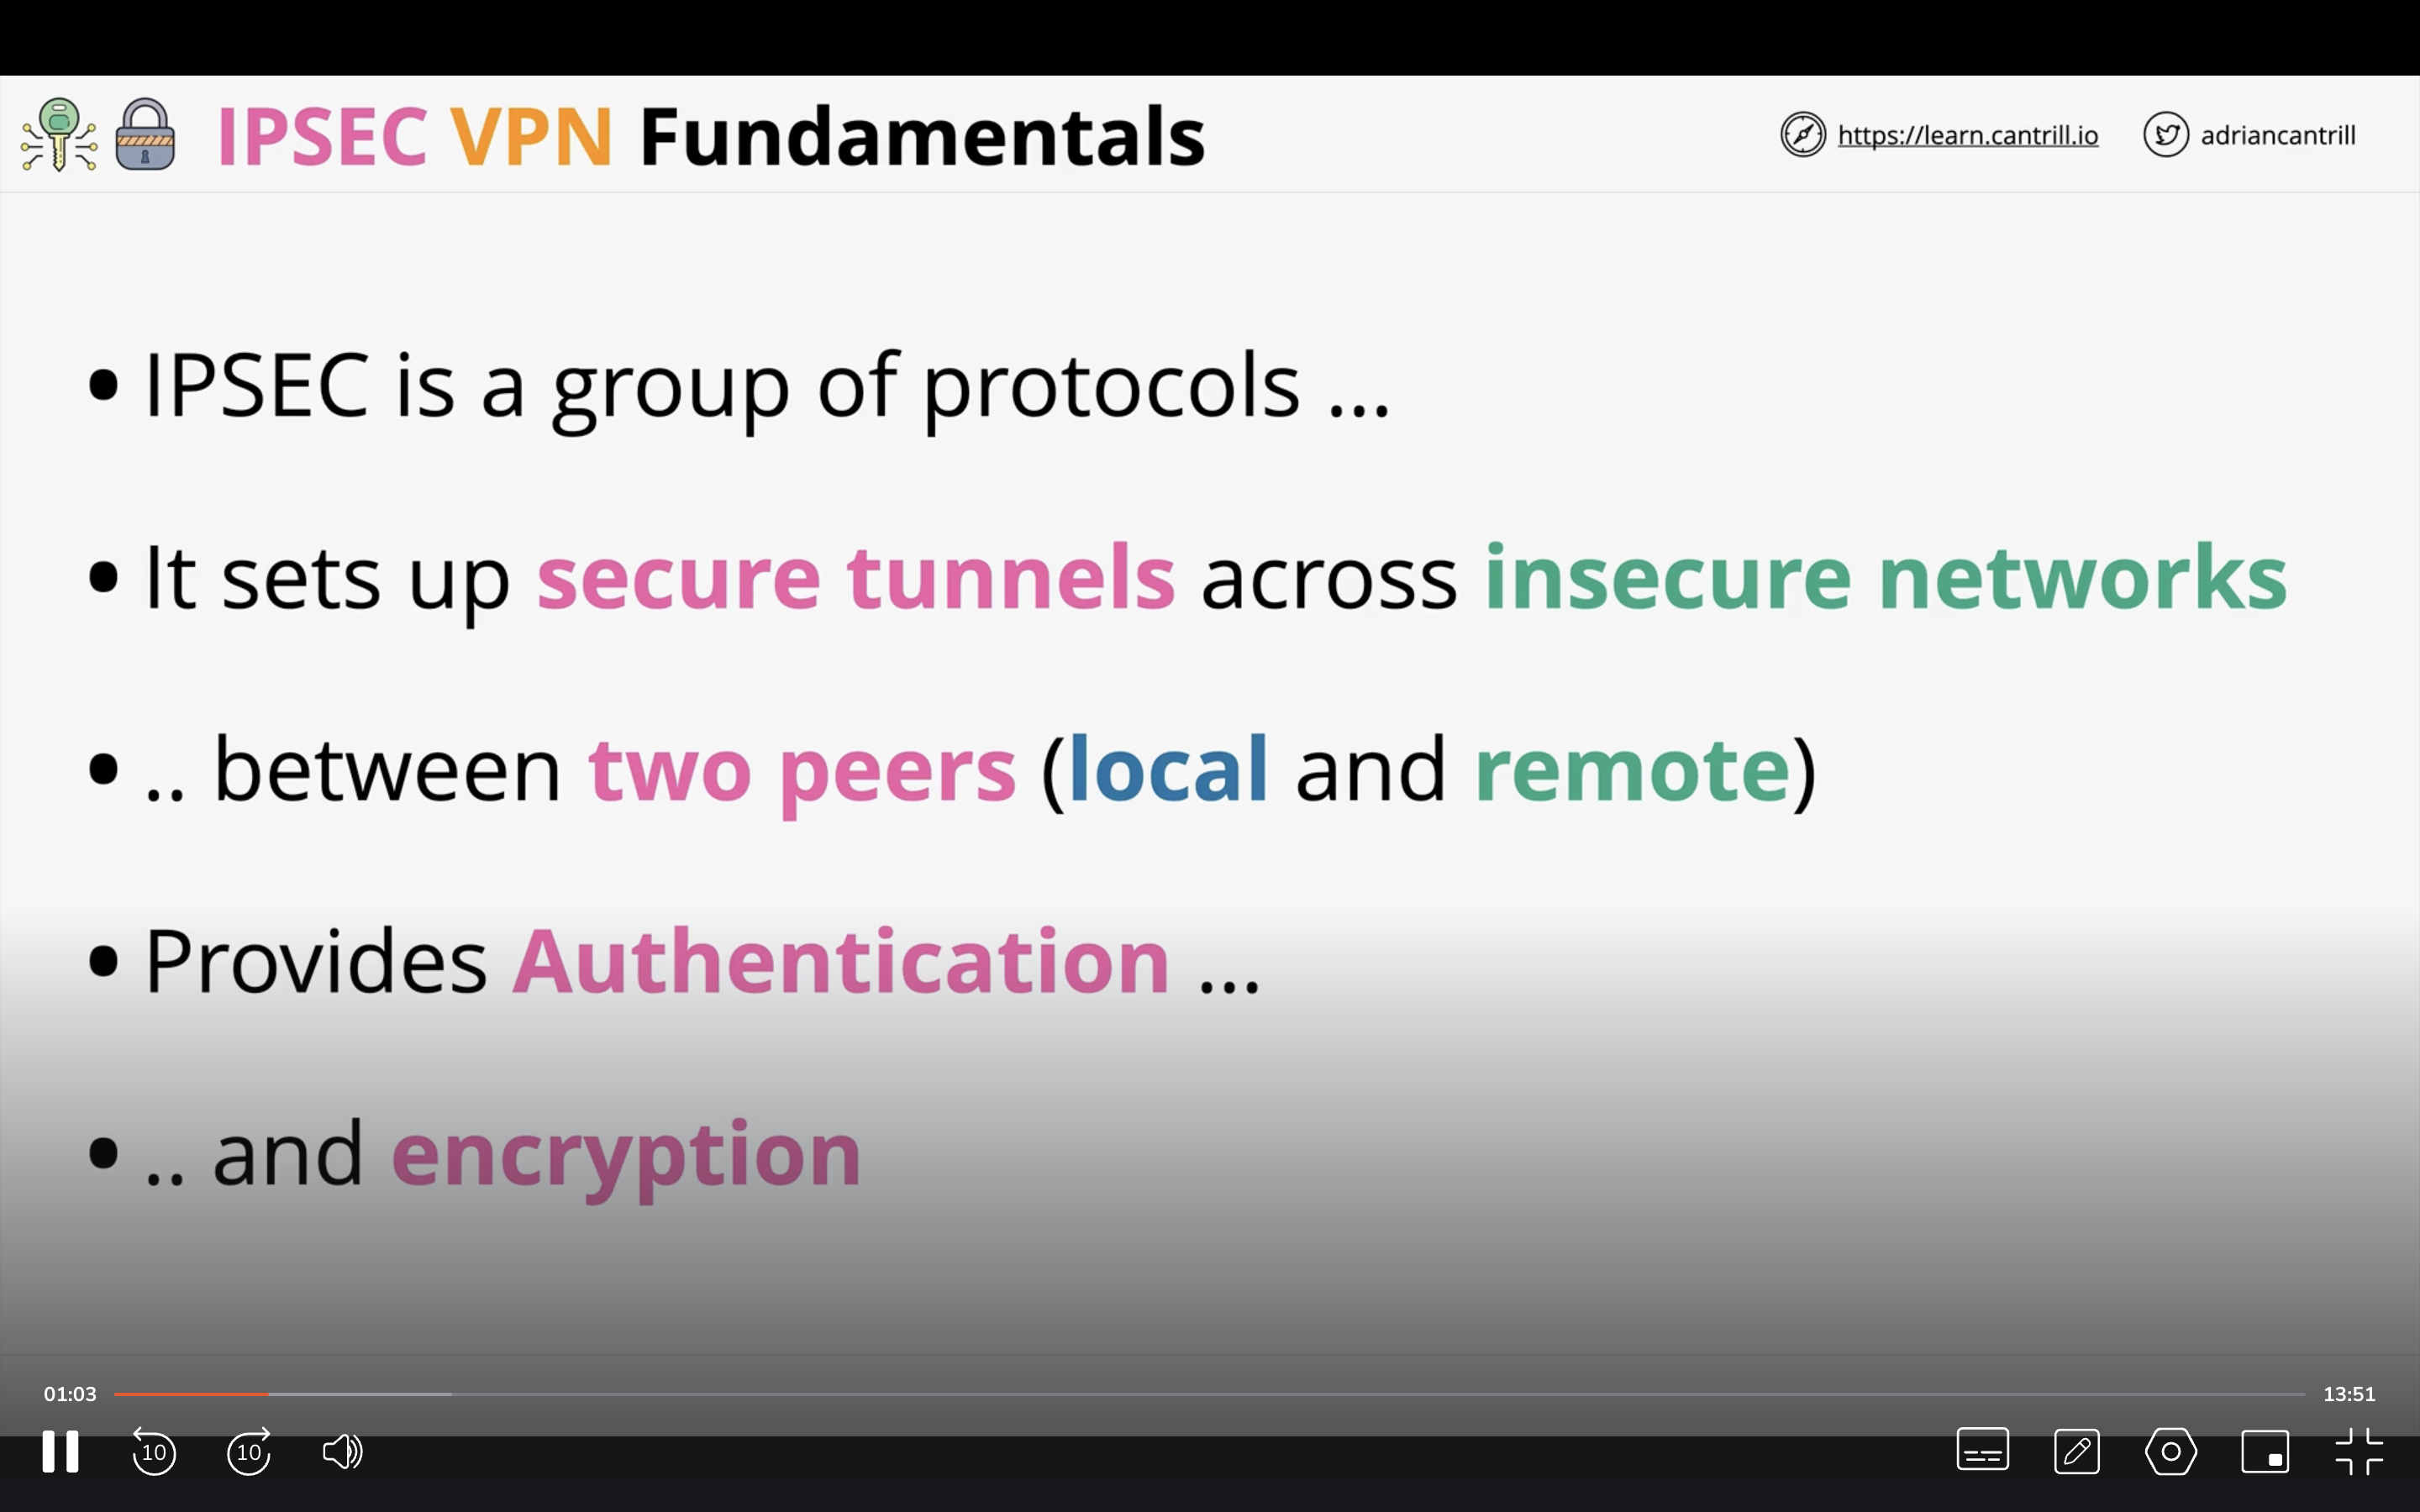 IPSEC VPN Fundamentals
https://learn.cantrill.io
adriancantrill
• IPSEC is a group of protocols ...
• It sets up secure tunnels across insecure networks
• .. between two peers (local and remote)
• Provides Authentication ...
• .. and encryption
01:03
13:51
10
10